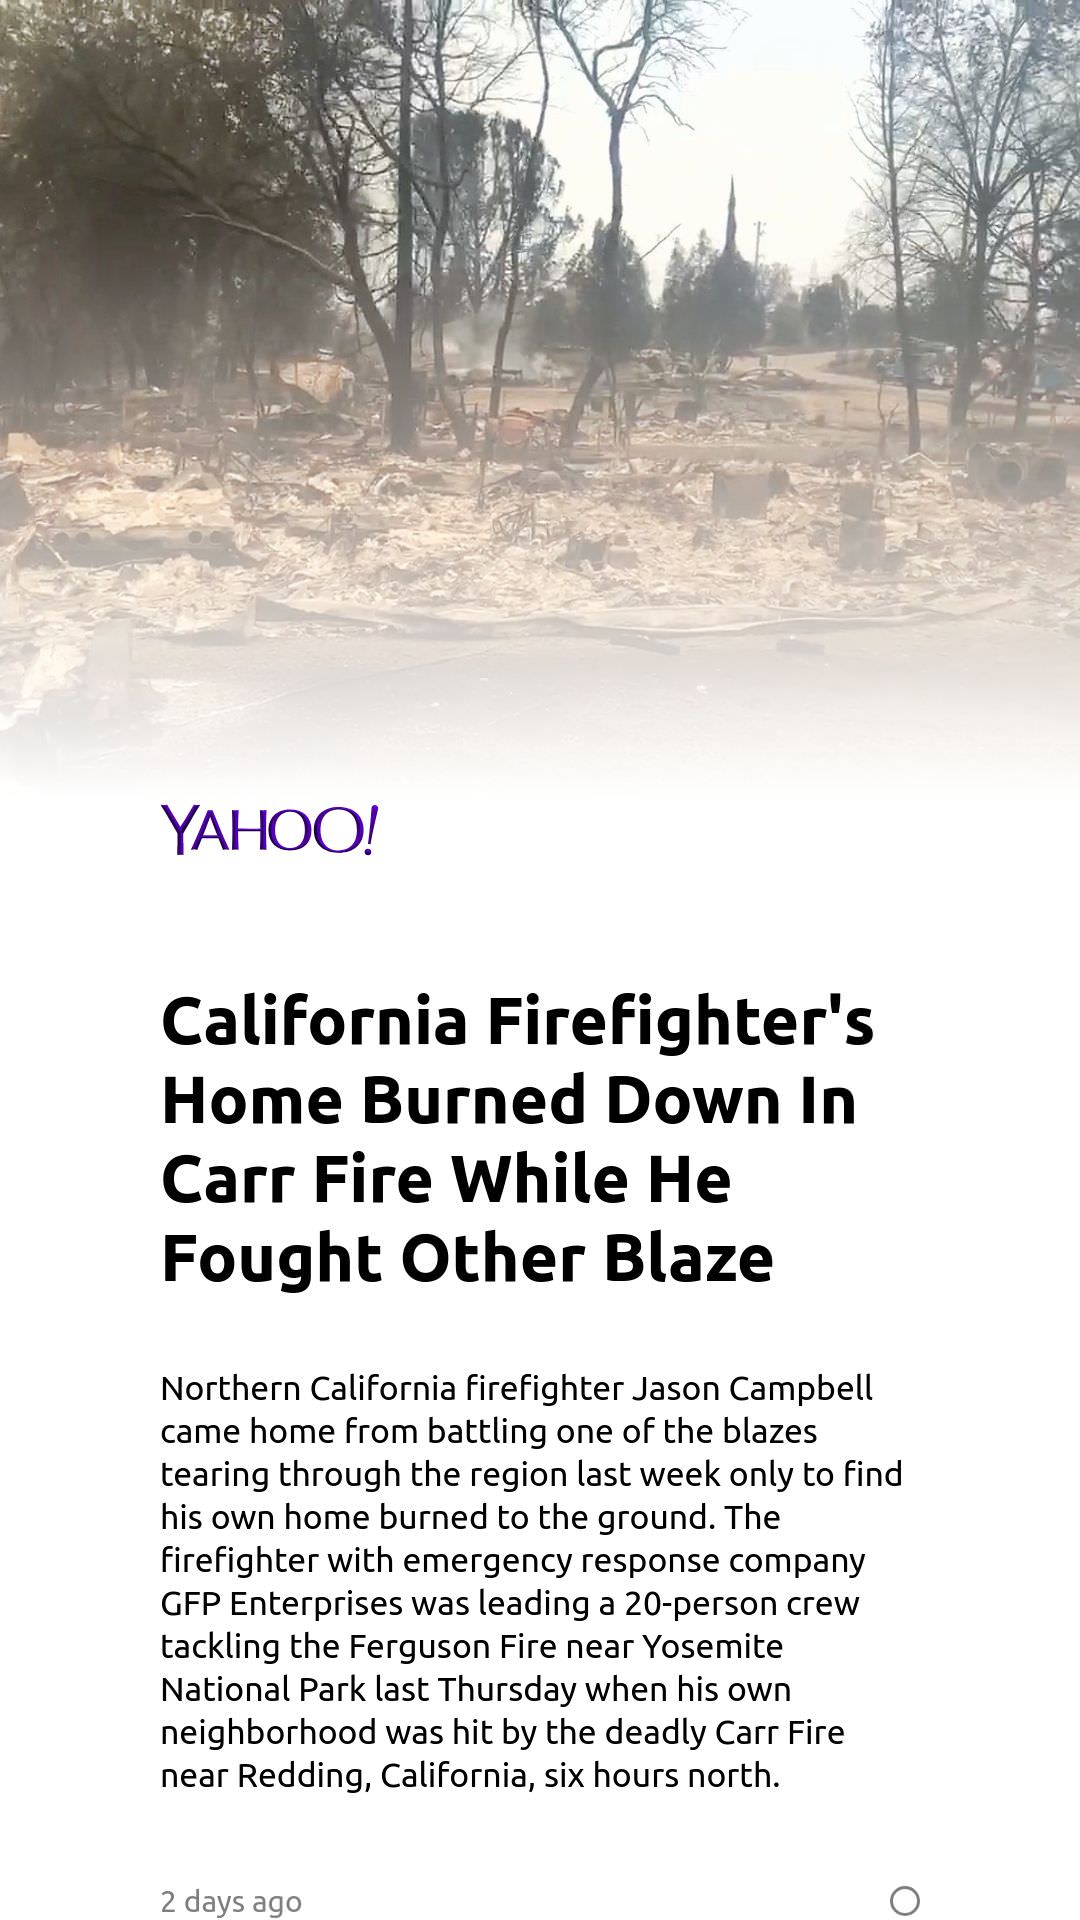 YAHOO!
California Firefighter's
Home Burned Down In
Carr Fire While He
Fought Other Blaze
Northern California firefighter Jason Campbell
came home from battling one of the blazes
tearing through the region last week only to find
his own home burned to the ground. The
firefighter with emergency response company
GFP Enterprises was leading a 20-person crew
tackling the Ferguson Fire near Yosemite
National Park last Thursday when his own
neighborhood was hit by the deadly Carr Fire
near Redding, California, six hours north.
2 days ago